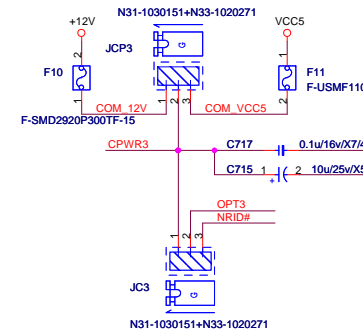 N31-1030151+N33-1020271
+12V
VCC5
JCP3
G
2
1
F10
F11
1
2
F-USMF110
COM_12V
1
2
3
COM_VCC5
F-SMD2920P300TF-15
CPWR3
C717
0.1u/16v/X7/4
C715
1
+
2
10u/25v/X5
OPT3
NRID#
1
2
3
JC3
G
N31-1030151+N33-1020271